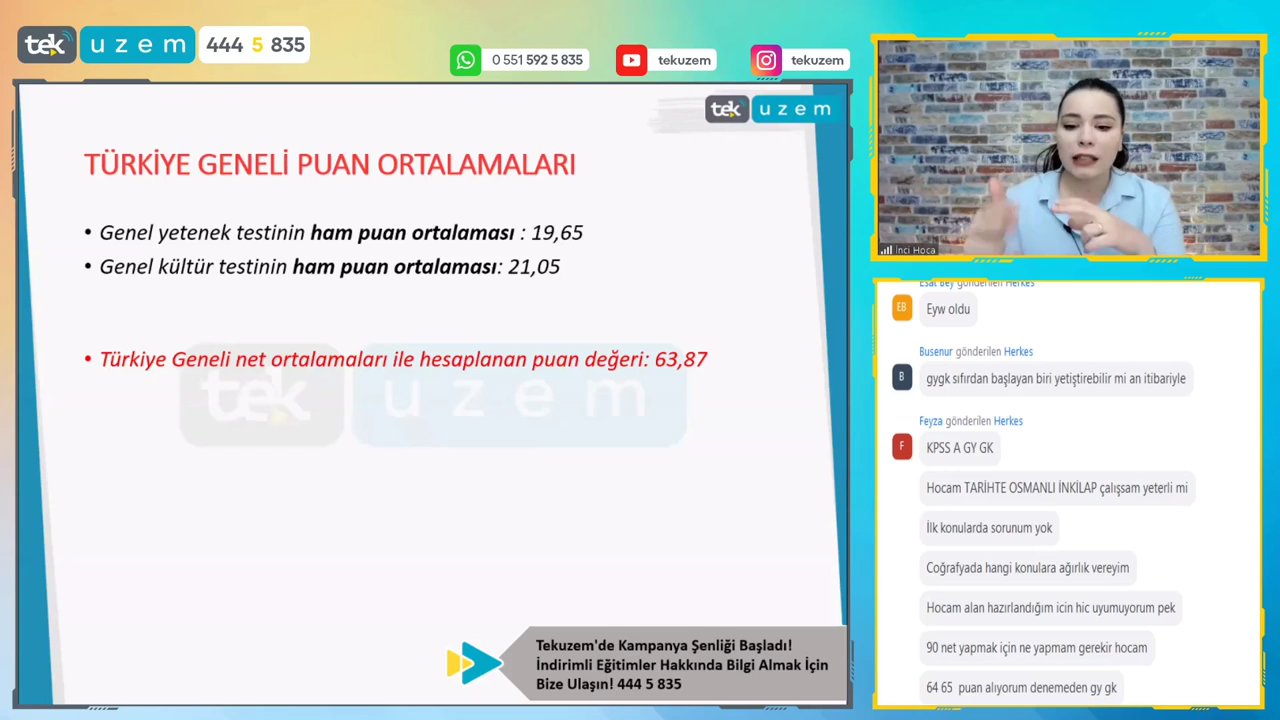 tek uzem 444 5 835
0 551 592 5 835
tekuzem
tekuzem
tek uzem
TÜRKİYE GENELİ PUAN ORTALAMALARI
• Genel yetenek testinin ham puan ortalaması : 19,65
• Genel kültür testinin ham puan ortalaması: 21,05
• Türkiye Geneli net ortalamaları ile hesaplanan puan değeri: 63,87
tek uzem
Tekuzem'de Kampanya Şenliği Başladı!
İndirimli Eğitimler Hakkında Bilgi Almak İçin
Bize Ulaşın! 444 5 835
İnci Hoca
Esat Bey gönderilen Herkes
EB
Eyw oldu
Busenur gönderilen Herkes
B
gygk sıfırdan başlayan biri yetiştirebilir mi an itibariyle
Feyza gönderilen Herkes
F
KPSS A GY GK
Hocam TARİHTE OSMANLI İNKİLAP çalışsam yeterli mi
İlk konularda sorunum yok
Coğrafyada hangi konulara ağırlık vereyim
Hocam alan hazırlandığım icin hic uyumuyorum pek
90 net yapmak için ne yapmam gerekir hocam
64 65 puan alıyorum denemeden gy gk